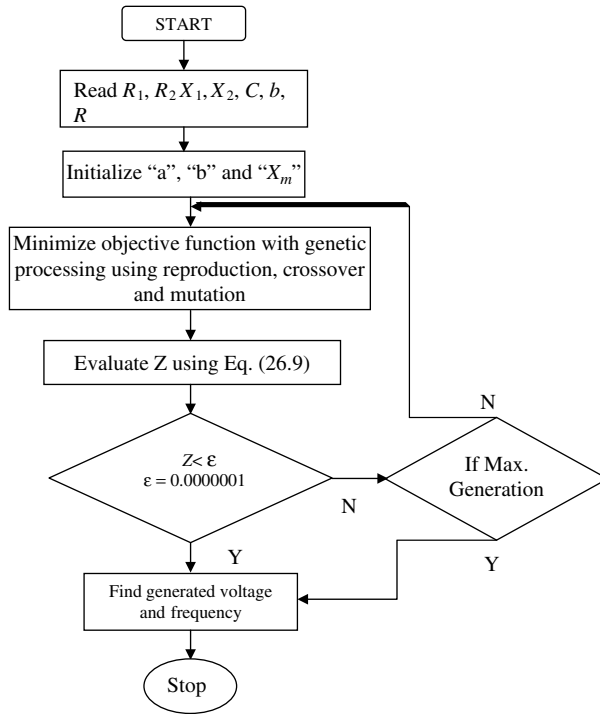 START
Read R₁, R₂ X₁, X₂, C, b,
R
Initialize “a”, “b” and “Xₘ”
Minimize objective function with genetic
processing using reproduction, crossover
and mutation
Evaluate Z using Eq. (26.9)
N
Z< ε
ε = 0.0000001
If Max.
Generation
N
Y
Y
Find generated voltage
and frequency
Stop